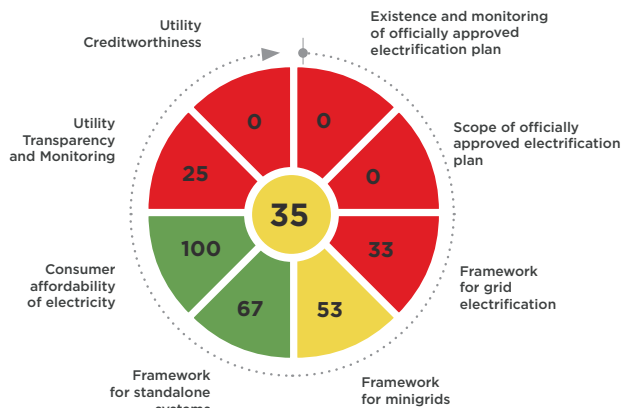 Existence and monitoring
of officially approved
electrification plan
0
Scope of officially
approved electrification
plan
0
Framework
for grid
electrification
33
Framework
for minigrids
53
Framework
for standalone
systems
67
Consumer
affordability
of electricity
100
Utility
Transparency
and Monitoring
25
Utility
Creditworthiness
0
35